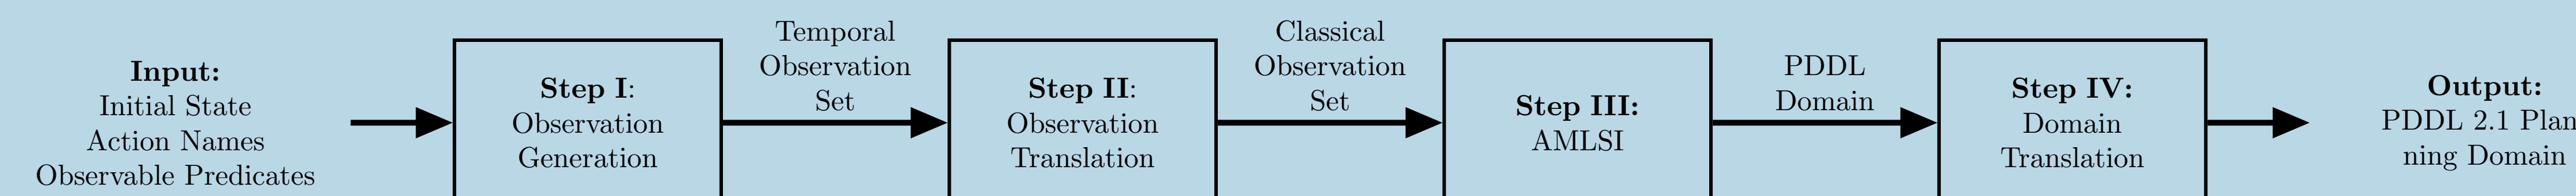 Input:
Initial State
Action Names
Observable Predicates
Step I:
Observation
Generation
Temporal
Observation
Set
Step II:
Observation
Translation
Classical
Observation
Set
Step III:
AMLSI
PDDL
Domain
Step IV:
Domain
Translation
Output:
PDDL 2.1 Plan
ning Domain